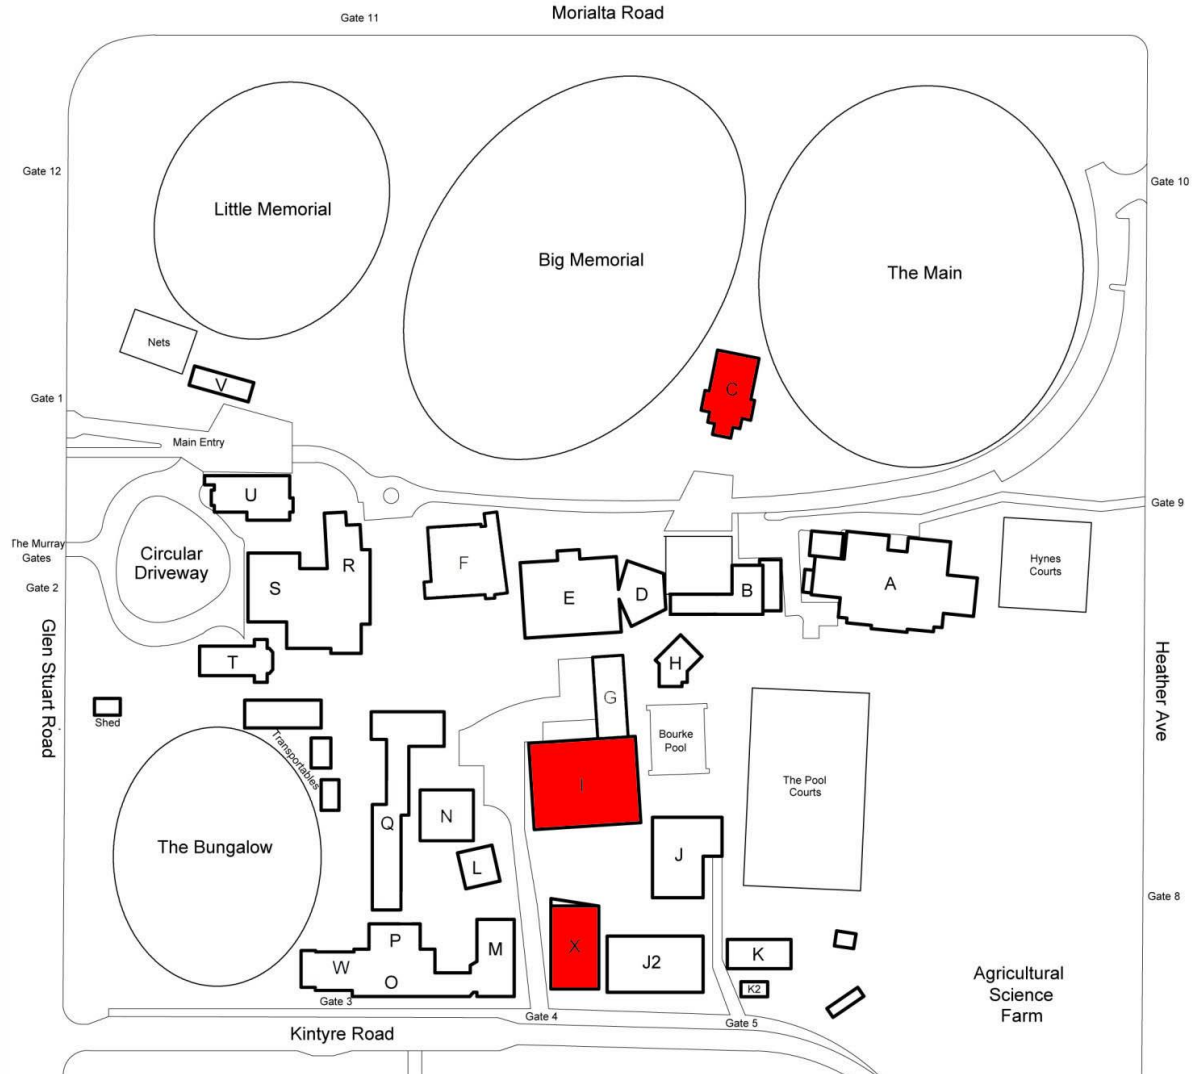 Gate 11
Morialta Road
Gate 12
Gate 10
Little Memorial
Big Memorial
The Main
Nets
V
C
Gate 1
Main Entry
U
Gate 9
The Murray
Gates
Gate 2
Circular
Driveway
S
R
F
E
D
B
A
Hynes
Courts
Glen Stuart Road
T
H
Heather Ave
Shed
Transportables
G
Bourke
Pool
I
The Pool
Courts
The Bungalow
Q
N
L
J
Gate 8
P
W
O
M
X
J2
K
K2
Agricultural
Science
Farm
Gate 3
Gate 4
Gate 5
Kintyre Road